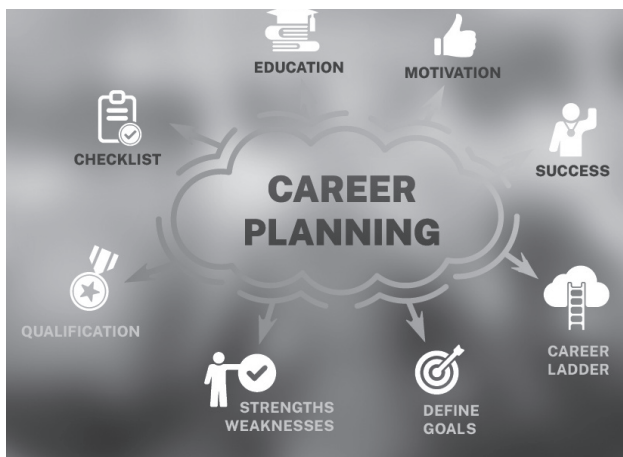 EDUCATION
MOTIVATION
CHECKLIST
SUCCESS
CAREER
PLANNING
QUALIFICATION
CAREER
LADDER
STRENGTHS
WEAKNESSES
DEFINE
GOALS